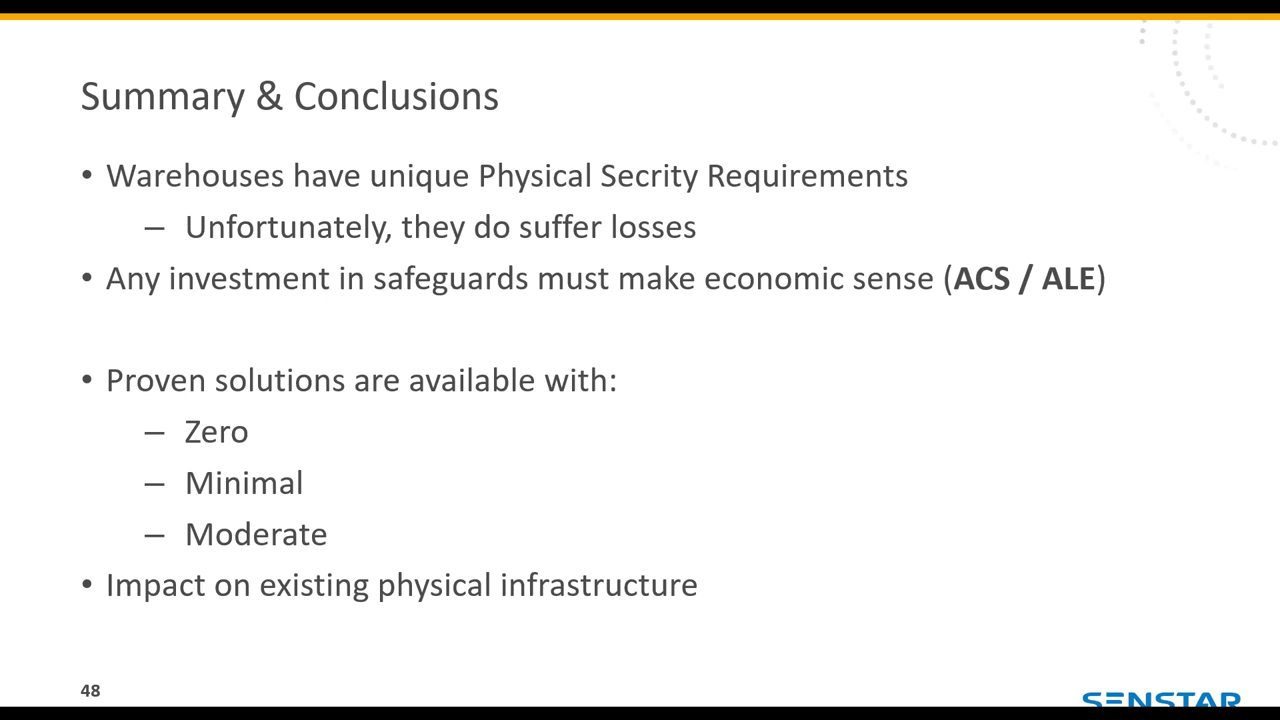 Summary & Conclusions
• Warehouses have unique Physical Secrity Requirements
– Unfortunately, they do suffer losses
• Any investment in safeguards must make economic sense (ACS / ALE)
• Proven solutions are available with:
– Zero
– Minimal
– Moderate
• Impact on existing physical infrastructure
48
SENSTAR